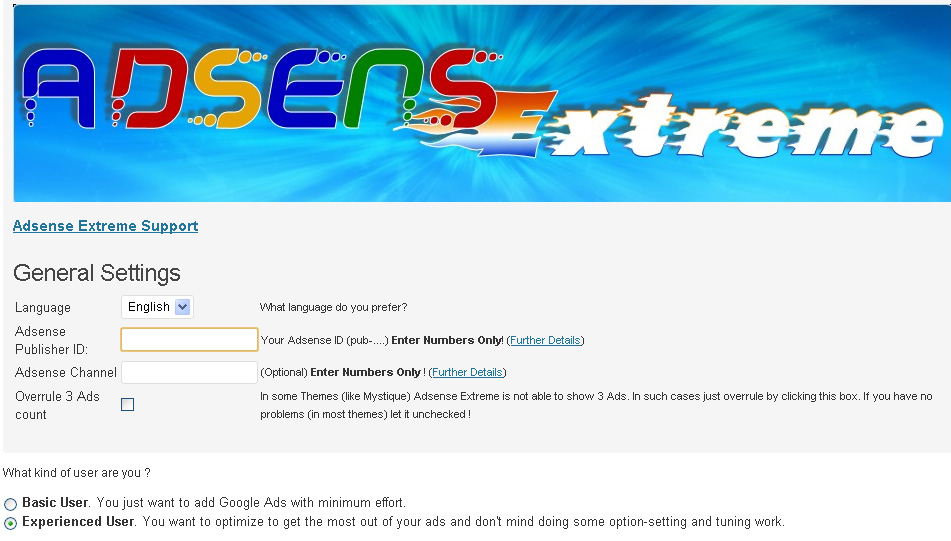 ADSENS Extreme
Adsense Extreme Support
General Settings
Language English What language do you prefer?
Adsense
Publisher ID: Your Adsense ID (pub-....) Enter Numbers Only! (Further Details)
Adsense Channel (Optional) Enter Numbers Only ! (Further Details)
Overrule 3 Ads In some Themes (like Mystique) Adsense Extreme is not able to show 3 Ads. In such cases just overrule by clicking this box. If you have no
count problems (in most themes) let it unchecked !
What kind of user are you ?
Basic User. You just want to add Google Ads with minimum effort.
Experienced User. You want to optimize to get the most out of your ads and don't mind doing some option-setting and tuning work.